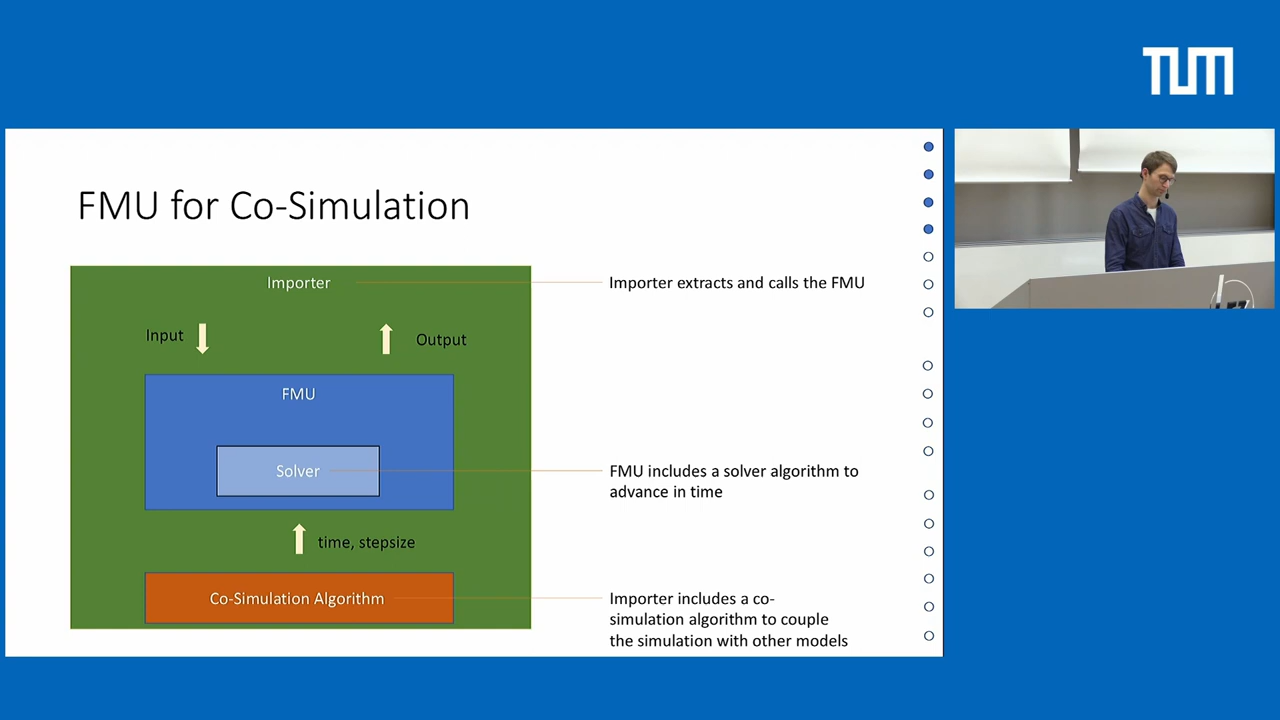 TUM
FMU for Co-Simulation
Importer
Importer extracts and calls the FMU
Input
Output
FMU
Solver
FMU includes a solver algorithm to
advance in time
time, stepsize
Co-Simulation Algorithm
Importer includes a co-
simulation algorithm to couple
the simulation with other models